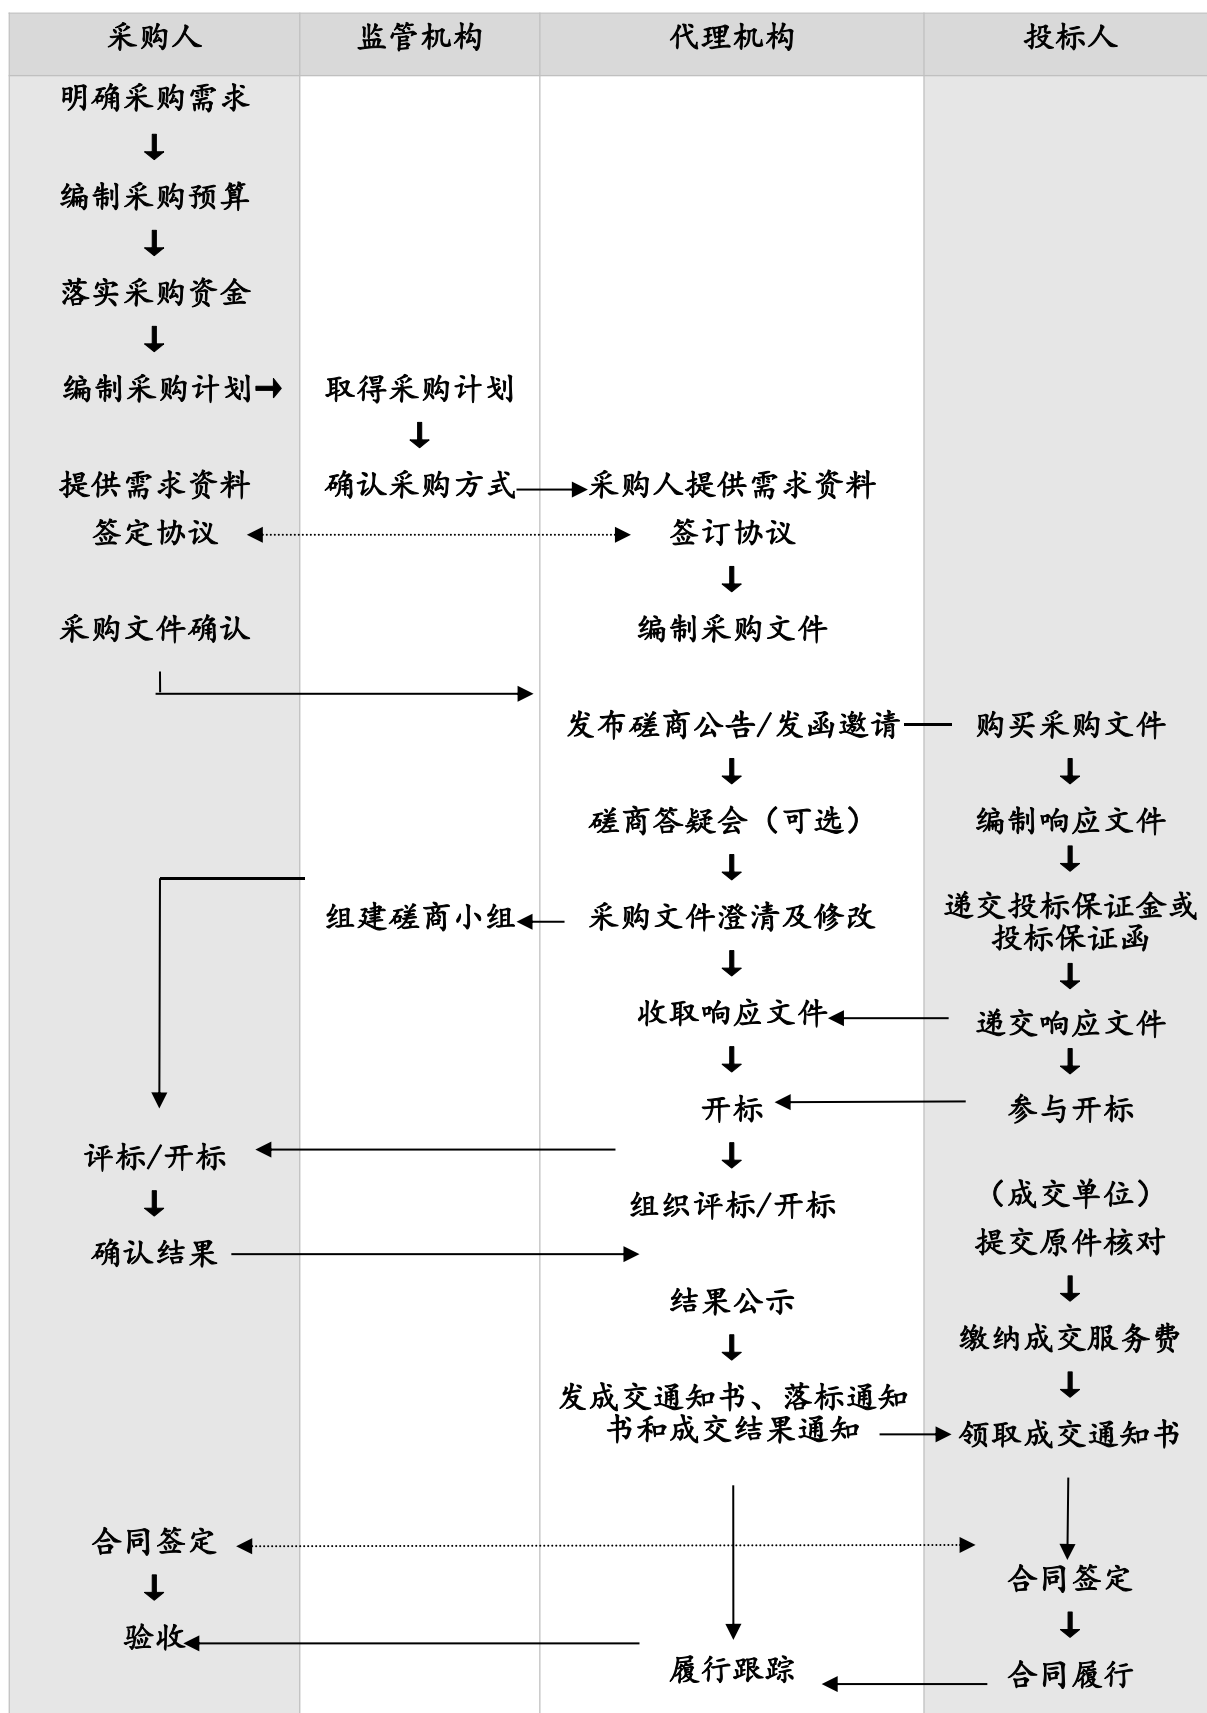 采购人 监管机构 代理机构 投标人
明确采购需求
编制采购预算
落实采购资金
编制采购计划 取得采购计划
提供需求资料 确认采购方式 采购人提供需求资料
签定协议 签订协议
采购文件确认 编制采购文件
发布磋商公告/发函邀请 购买采购文件
磋商答疑会（可选） 编制响应文件
组建磋商小组 采购文件澄清及修改 递交投标保证金或
投标保证函
收取响应文件 递交响应文件
开标 参与开标
评标/开标
组织评标/开标 （成交单位）
确认结果 提交原件核对
结果公示
缴纳成交服务费
发成交通知书、落标通知
书和成交结果通知 领取成交通知书
合同签定
合同签定
验收
履行跟踪 合同履行